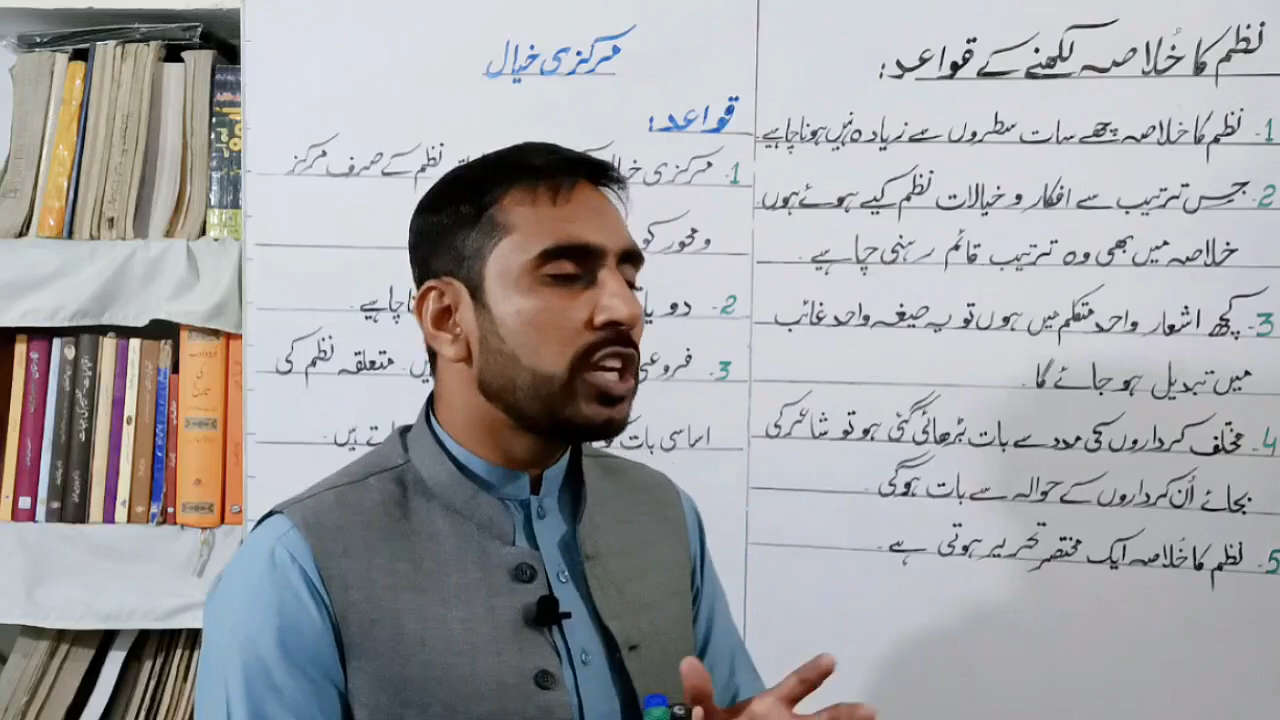 نظم کا خُلاصہ لکھنے کے قواعد:
1۔ نظم کا خلاصہ چھے سات سطروں سے زیادہ نہیں ہونا چاہیے
2۔ جس ترتیب سے افکار و خیالات نظم کیے ہوئے ہوں
خلاصہ میں بھی وہ ترتیب قائم رہنی چاہیے۔
3۔ کچھ اشعار واحد متکلم میں ہوں تو یہ صیغہ واحد غائب
میں تبدیل ہو جائے گا۔
4۔ مختلف کرداروں کی مدد سے بات بڑھائی گئی ہو تو شاعر کی
بجائے اُن کرداروں کے حوالہ سے بات ہوگی۔
5۔ نظم کا خُلاصہ ایک مختصر تحریر ہوتی ہے۔
مرکزی خیال
قواعد:
1۔ مرکزی نظم کے صرف مرکز
و محور کو
2۔ دو یا چاہیے۔
3۔ فروعی متعلقہ نظم کی
اساسی بات ہیں۔